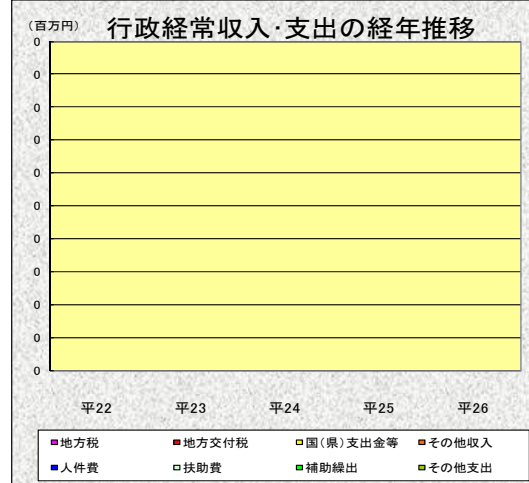 (百万円)
行政経常収入・支出の経年推移
0
0
0
0
0
0
0
0
0
0
0
平22 平23 平24 平25 平26
■地方税 ■地方交付税 □国(県)支出金等 ■その他収入
■人件費 □扶助費 ■補助繰出 ■その他支出